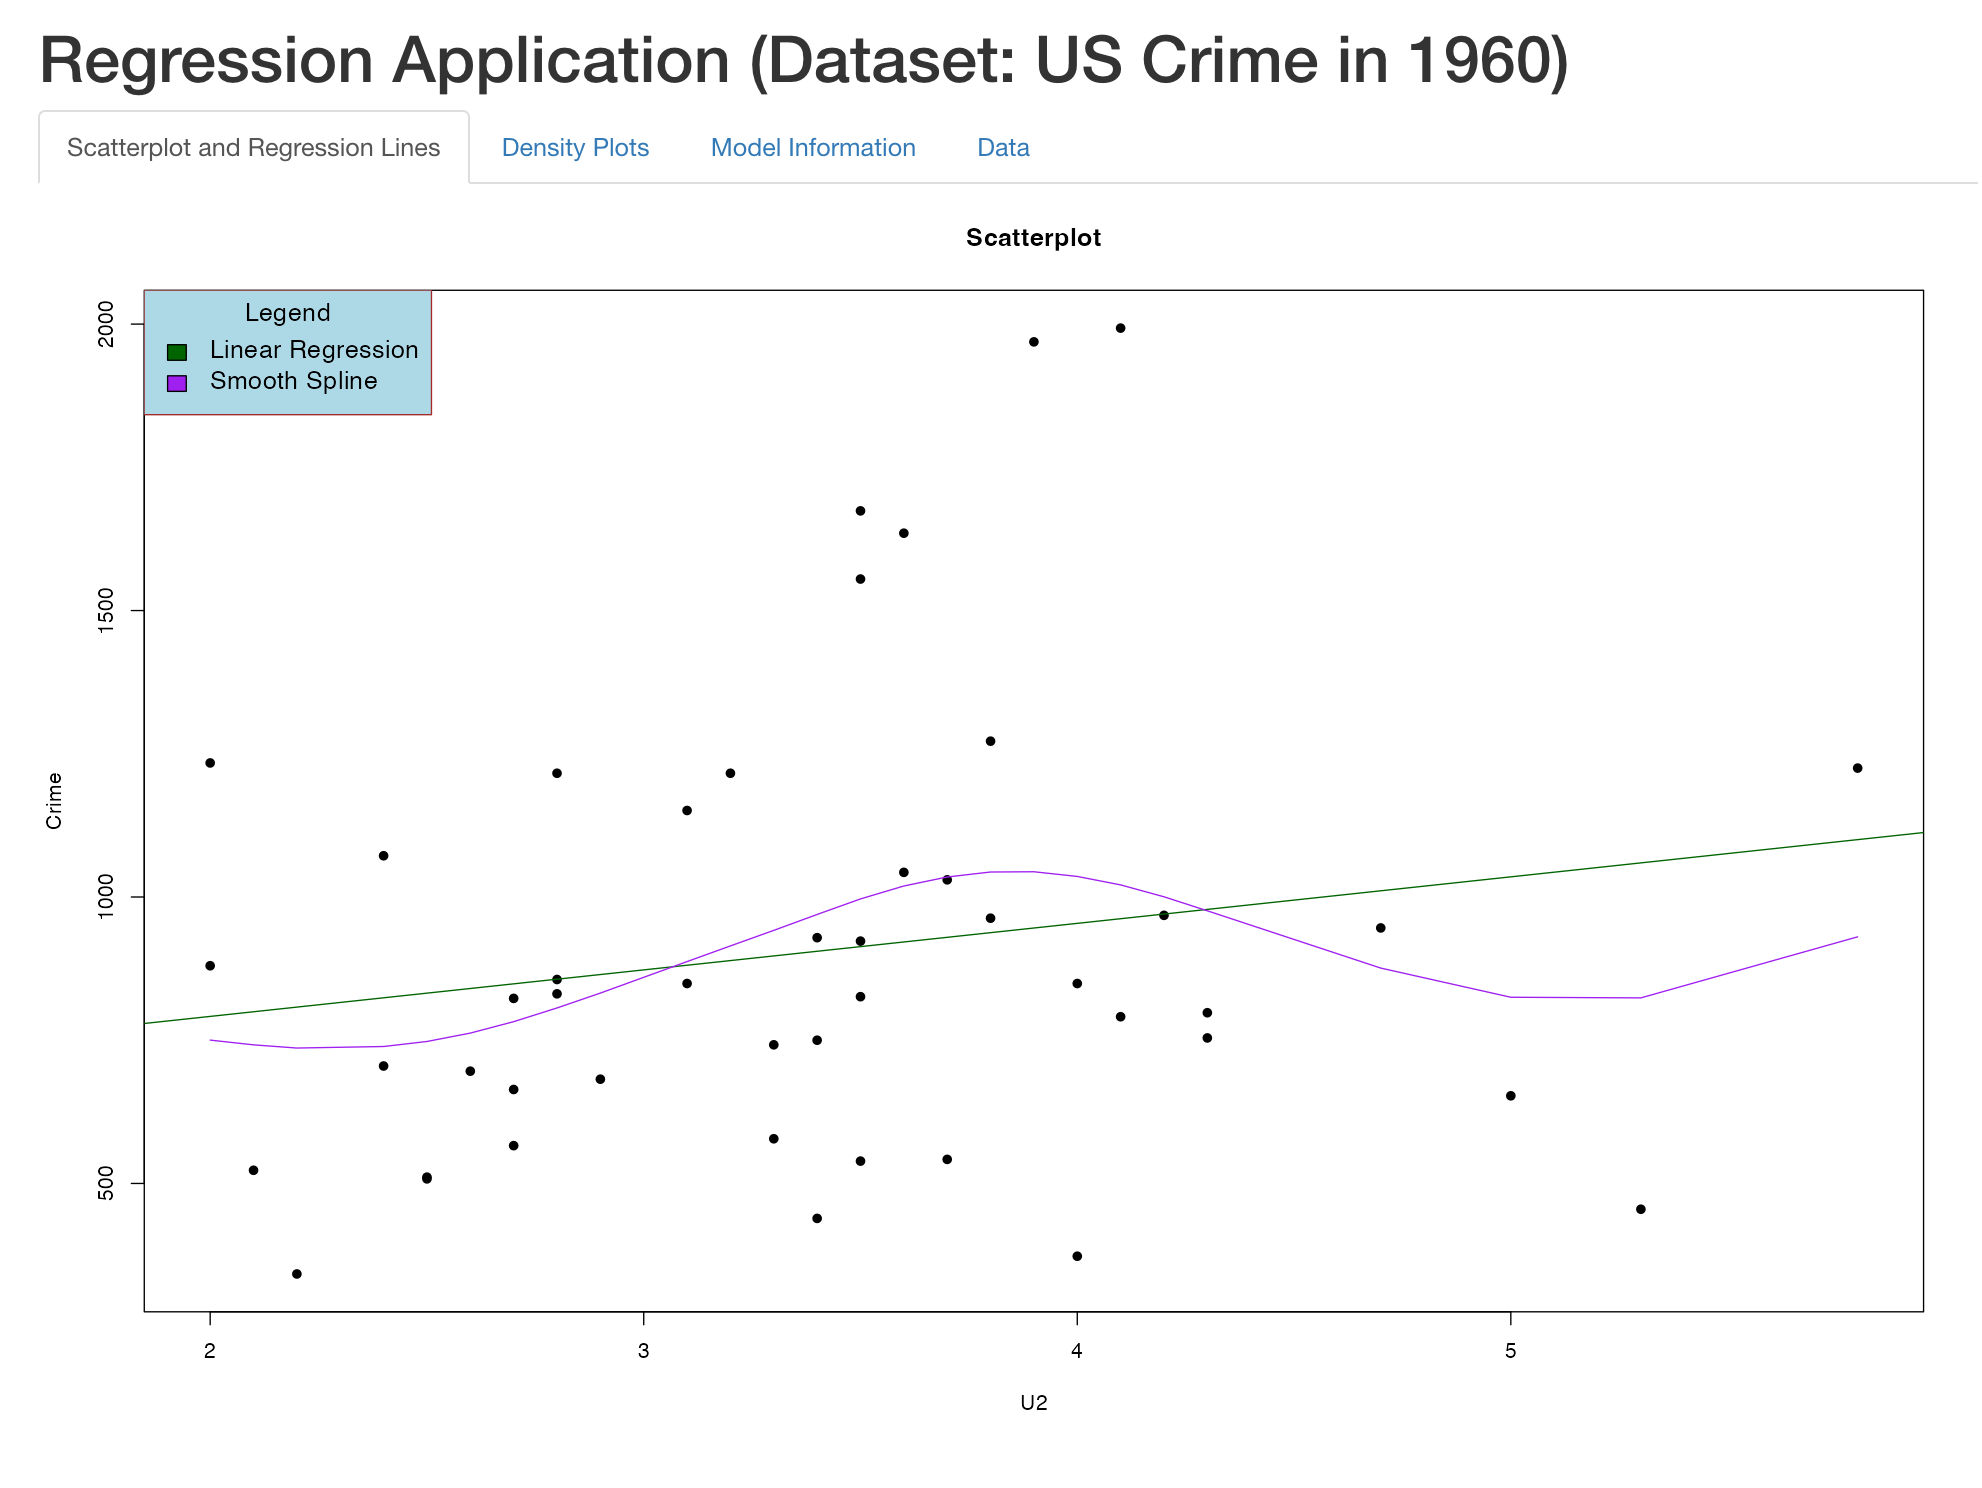 Regression Application (Dataset: US Crime in 1960)
Scatterplot and Regression Lines
Density Plots
Model Information
Data
Scatterplot
Legend
Linear Regression
Smooth Spline
2000
1500
1000
500
Crime
2
3
4
5
U2